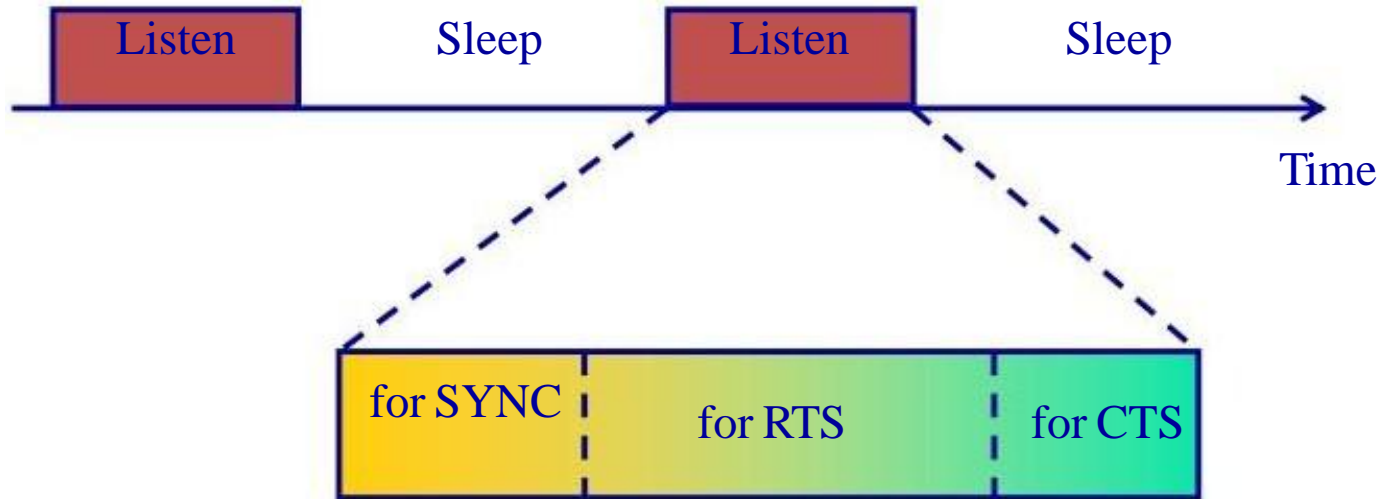 Listen
Sleep
Listen
Sleep
Time
for SYNC
for RTS
for CTS